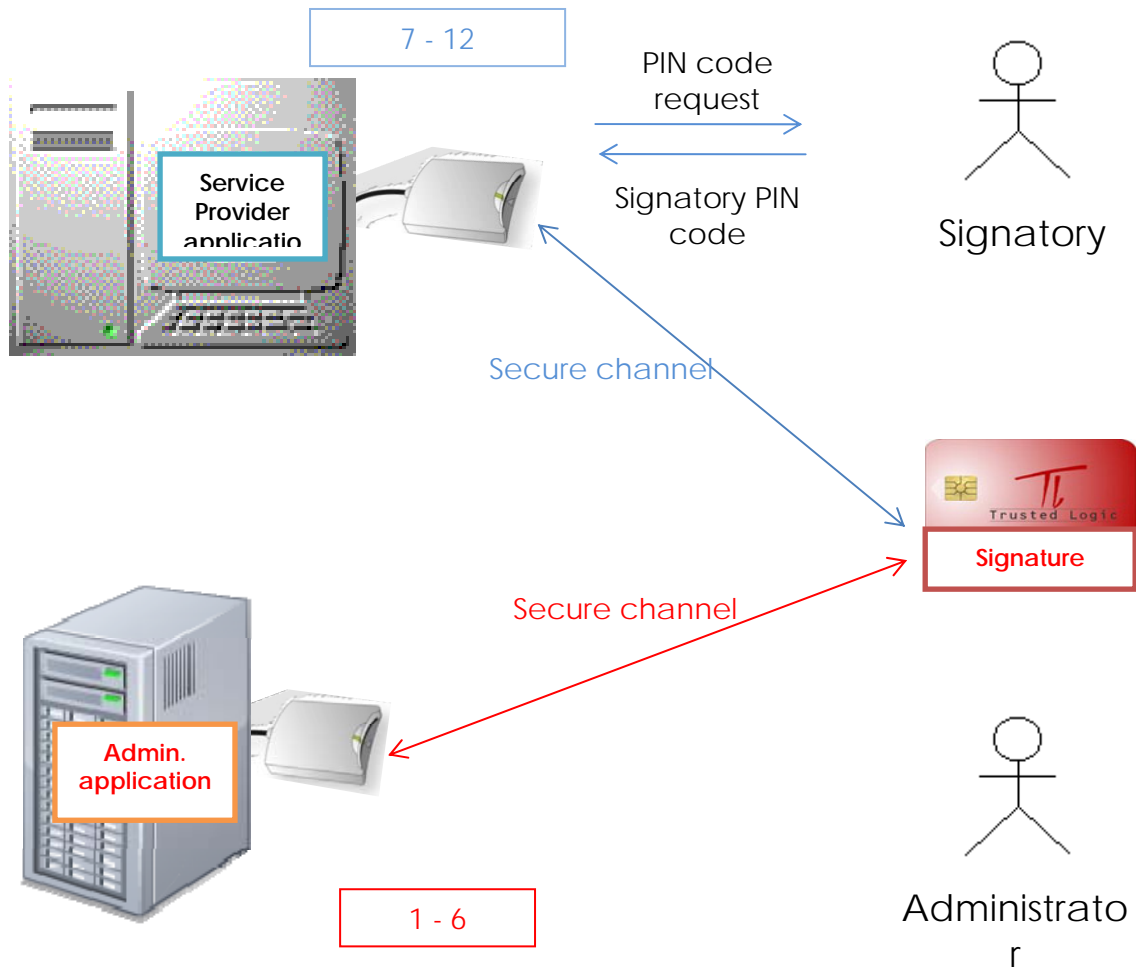 7 - 12
PIN code
request
Service
Provider
applicatio
Signatory PIN
code
Signatory
Secure channel
Trusted Logic
Signature
Secure channel
Admin.
application
1 - 6
Administrato
r